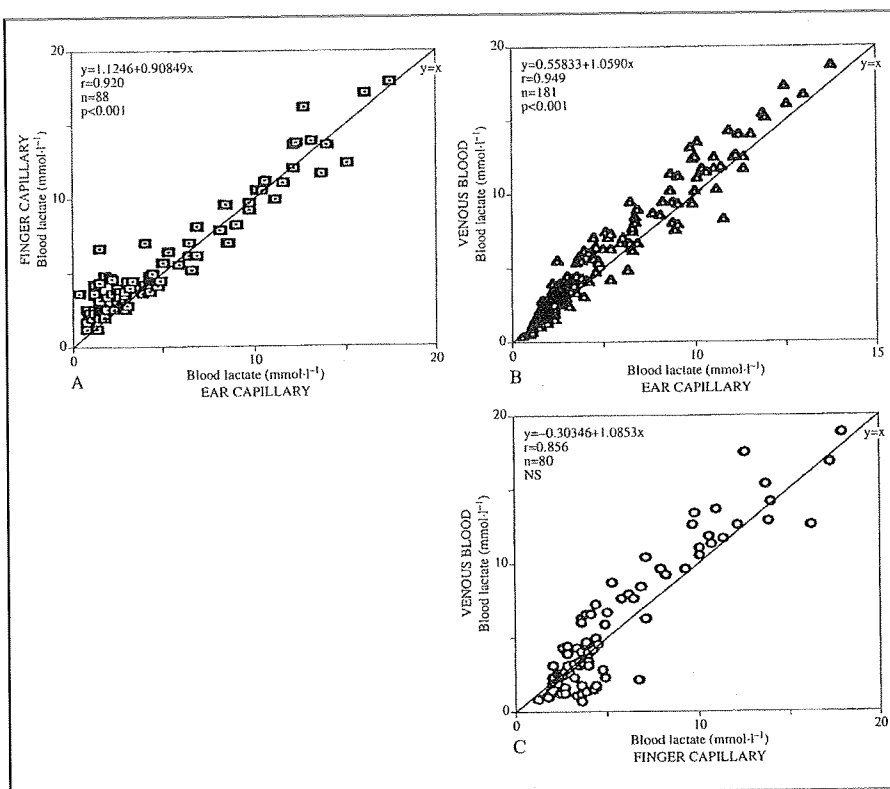 20
y=1.1246+0.90849x
r=0.920
n=88
p<0.001
y=x
FINGER CAPILLARY
Blood lactate (mmol·l⁻¹)
10
0
0
10
20
Blood lactate (mmol·l⁻¹)
EAR CAPILLARY
A
20
y=0.55833+1.0590x
r=0.949
n=181
p<0.001
y=x
VENOUS BLOOD
Blood lactate (mmol·l⁻¹)
10
0
0
10
15
Blood lactate (mmol·l⁻¹)
EAR CAPILLARY
B
20
y=-0.30346+1.0853x
r=0.856
n=80
NS
y=x
VENOUS BLOOD
Blood lactate (mmol·l⁻¹)
10
0
0
10
20
Blood lactate (mmol·l⁻¹)
FINGER CAPILLARY
C